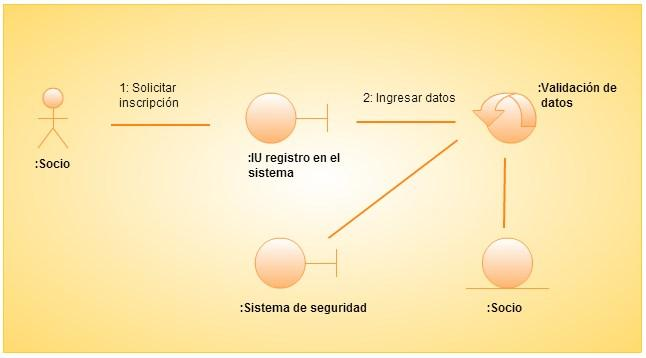 1: Solicitar
inscripción
2: Ingresar datos
:Validación de
datos
:Socio
:IU registro en el
sistema
:Sistema de seguridad
:Socio